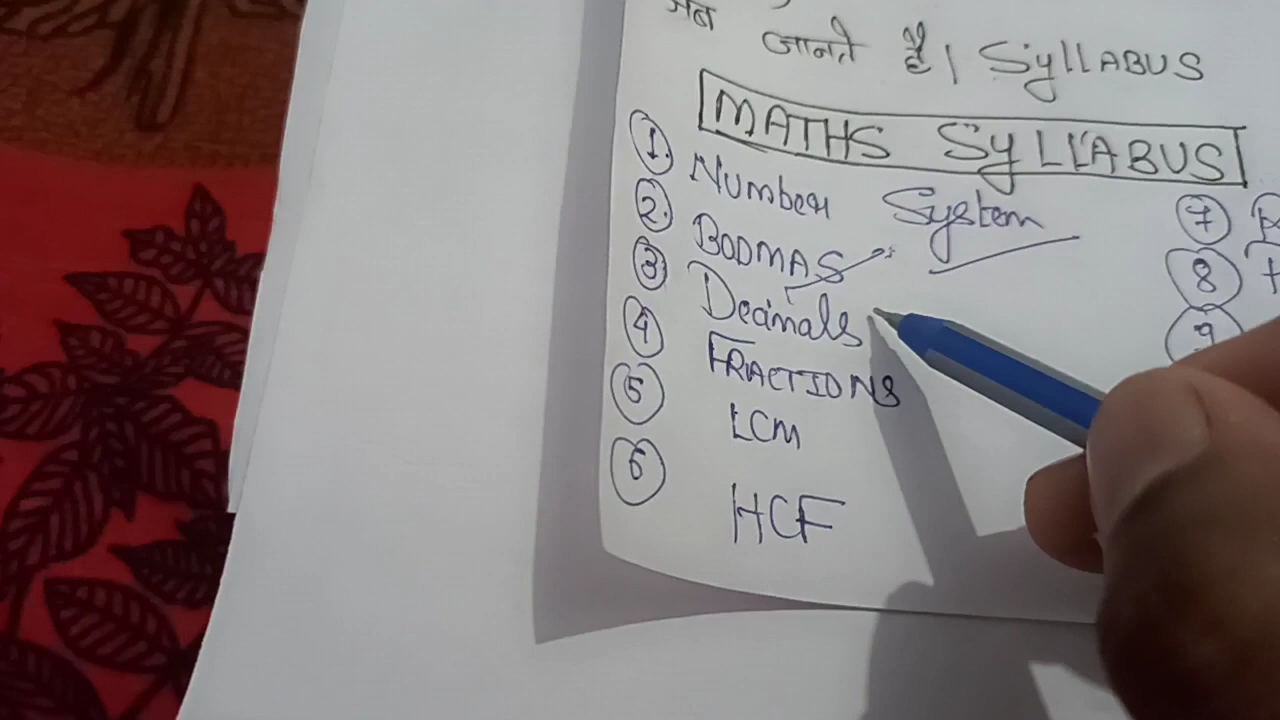 जानते है। SyLLABUS
MATHS SyLLABUS
1. Number System
2. BODMAS
3 Decimals
4 FRACTIONS
5 LCM
6 HCF
7
8
9